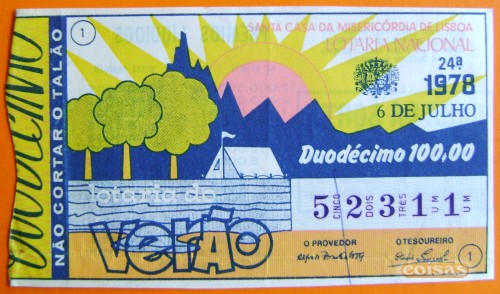 SANTA CASA DA MISERICÓRDIA DE LISBOA
LOTARIA NACIONAL
1
24ª
1978
6 DE JULHO
Duodécimo 100,00
NÃO CORTAR O TALÃO
lotaria do
verão
5 CINCO 2 DOIS 3 TRÊS 1 UM 1 UM
O PROVEDOR
O TESOUREIRO
1
coisas